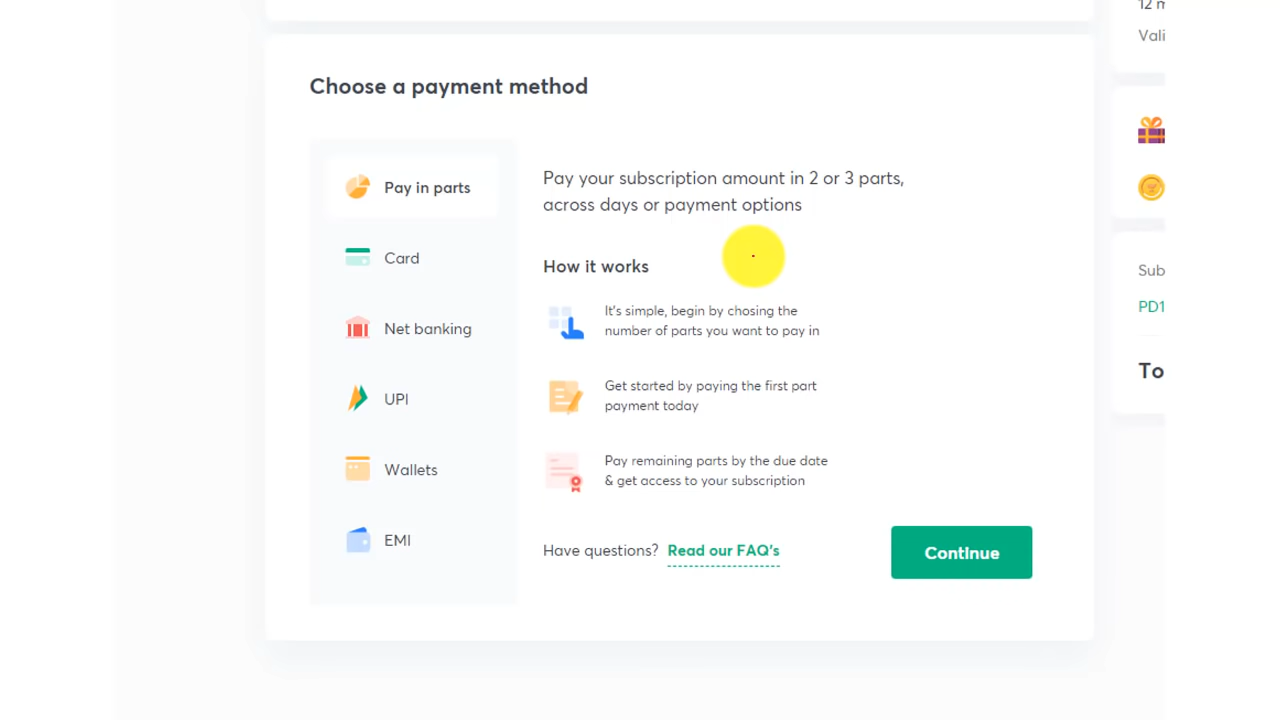 12 m
Vali
Choose a payment method
Pay in parts
Card
Net banking
UPI
Wallets
EMI
Pay your subscription amount in 2 or 3 parts,
across days or payment options
How it works
It's simple, begin by chosing the
number of parts you want to pay in
Get started by paying the first part
payment today
Pay remaining parts by the due date
& get access to your subscription
Have questions? Read our FAQ's
Continue
Sub
PD1
To